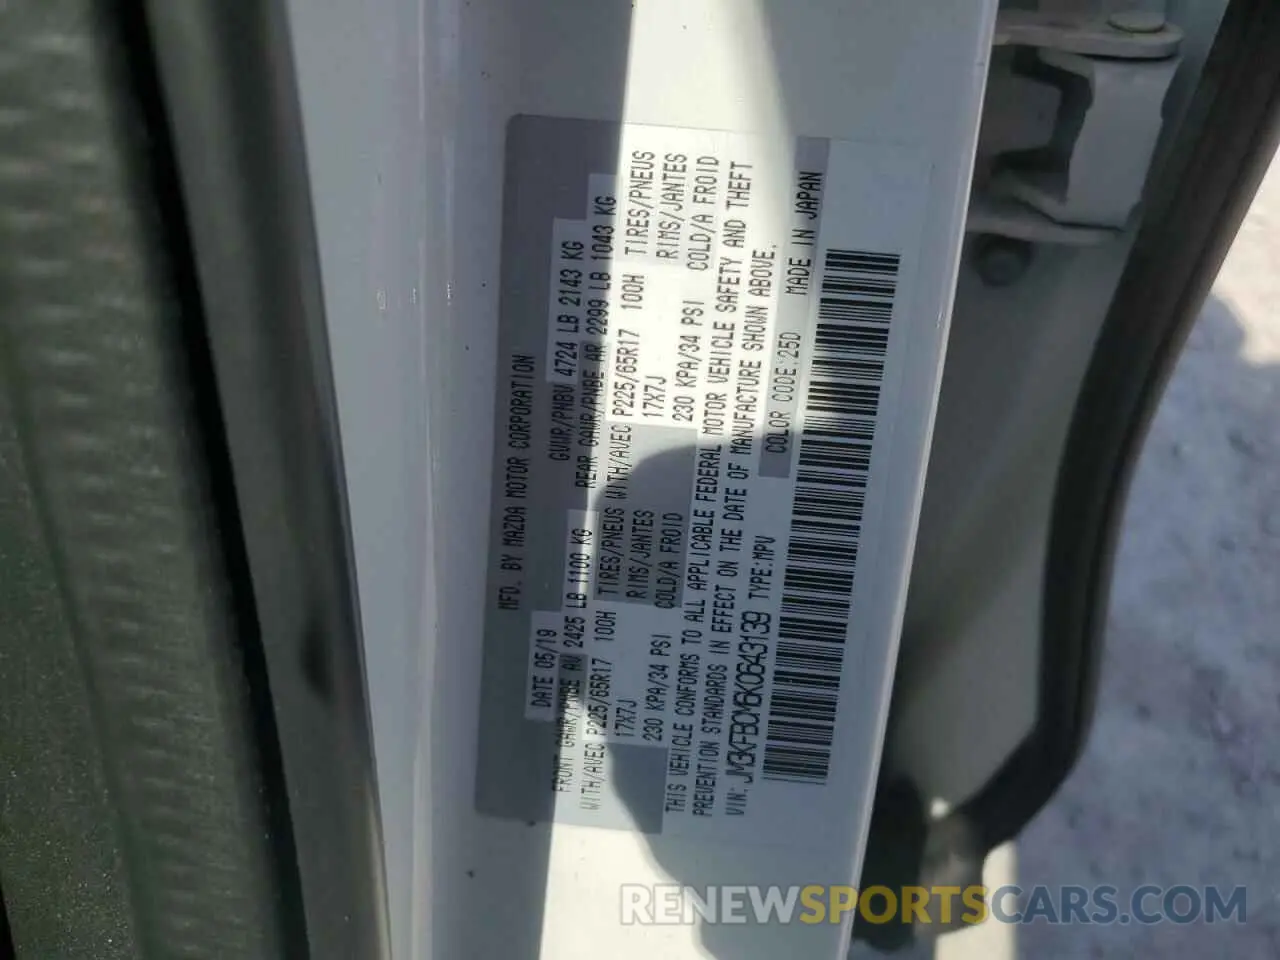 MFD. BY MAZDA MOTOR CORPORATION
DATE 05/19 GVWR/PNBV 4724 LB 2143 KG
FRONT GAWR/PNBE AV 2425 LB 1100 KG REAR GAWR/PNBE AR 2299 LB 1043 KG
WITH/AVEC P225/65R17 100H TIRES/PNEUS WITH/AVEC P225/65R17 100H TIRES/PNEUS
17X7J RIMS/JANTES 17X7J RIMS/JANTES
230 KPA/34 PSI COLD/A FROID 230 KPA/34 PSI COLD/A FROID
THIS VEHICLE CONFORMS TO ALL APPLICABLE FEDERAL MOTOR VEHICLE SAFETY AND THEFT
PREVENTION STANDARDS IN EFFECT ON THE DATE OF MANUFACTURE SHOWN ABOVE.
VIN: JM3KFBCM6K0643139 TYPE:MPV COLOR CODE:25D MADE IN JAPAN
RENEWSPORTSCARS.COM